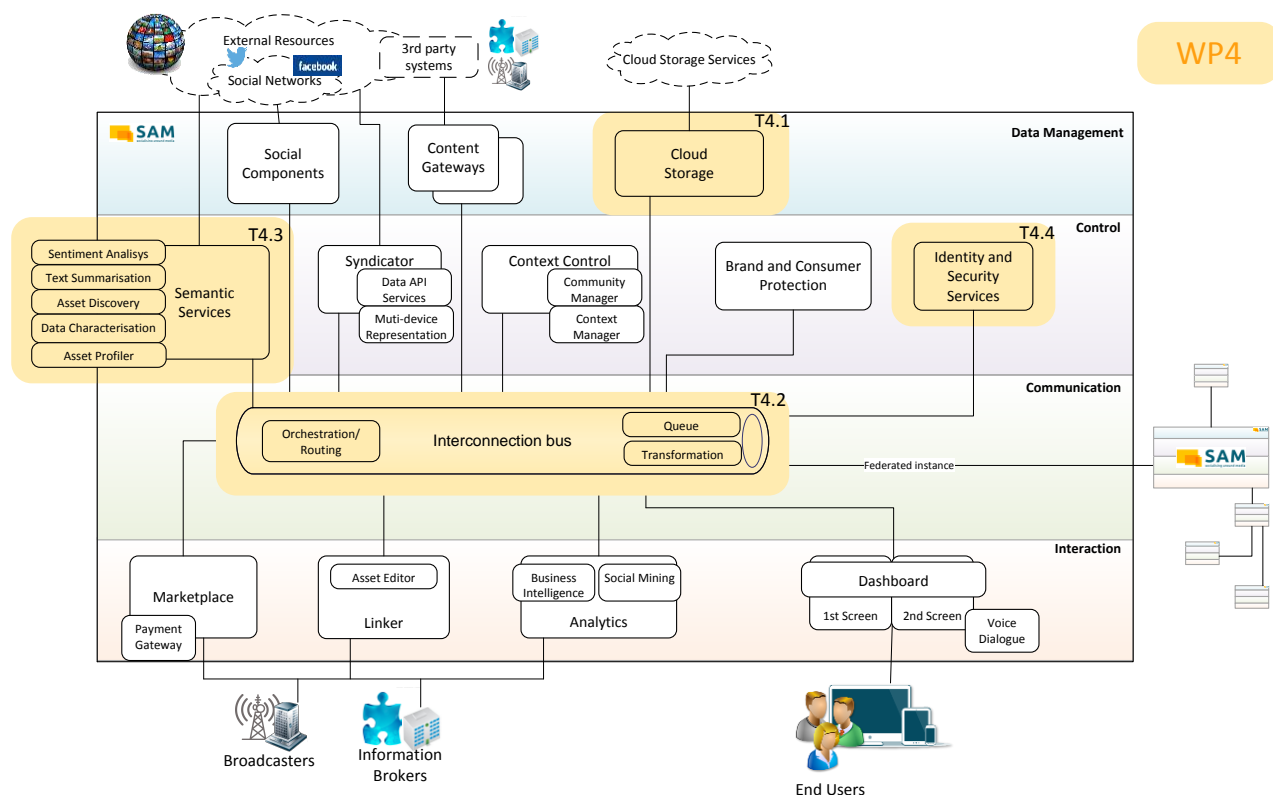 External Resources
facebook
Social Networks
3rd party
systems
Cloud Storage Services
WP4
SAM
Data Management
T4.1
Social
Components
Content
Gateways
Cloud
Storage
Control
T4.3
Sentiment Analisys
Text Summarisation
Asset Discovery
Data Characterisation
Asset Profiler
Semantic
Services
Syndicator
Data API
Services
Muti-device
Representation
Context Control
Community
Manager
Context
Manager
Brand and Consumer
Protection
T4.4
Identity and
Security
Services
Communication
T4.2
Orchestration/
Routing
Interconnection bus
Queue
Transformation
Federated instance
SAM
SAM
Interaction
Marketplace
Payment
Gateway
Asset Editor
Linker
Business
Intelligence
Social Mining
Analytics
Dashboard
1st Screen
2nd Screen
Voice
Dialogue
Broadcasters
Information
Brokers
End Users